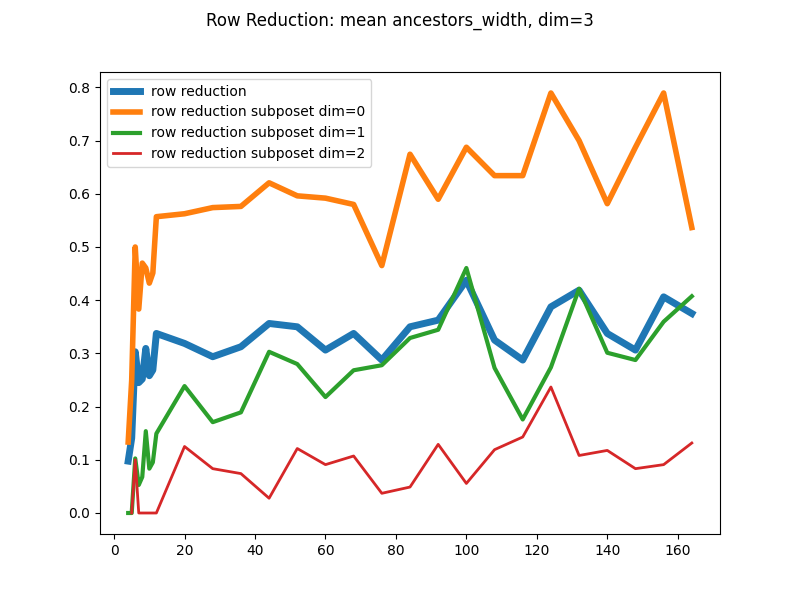 Row Reduction: mean ancestors_width, dim=3
row reduction
row reduction subposet dim=0
row reduction subposet dim=1
row reduction subposet dim=2
0.8
0.7
0.6
0.5
0.4
0.3
0.2
0.1
0.0
0 20 40 60 80 100 120 140 160